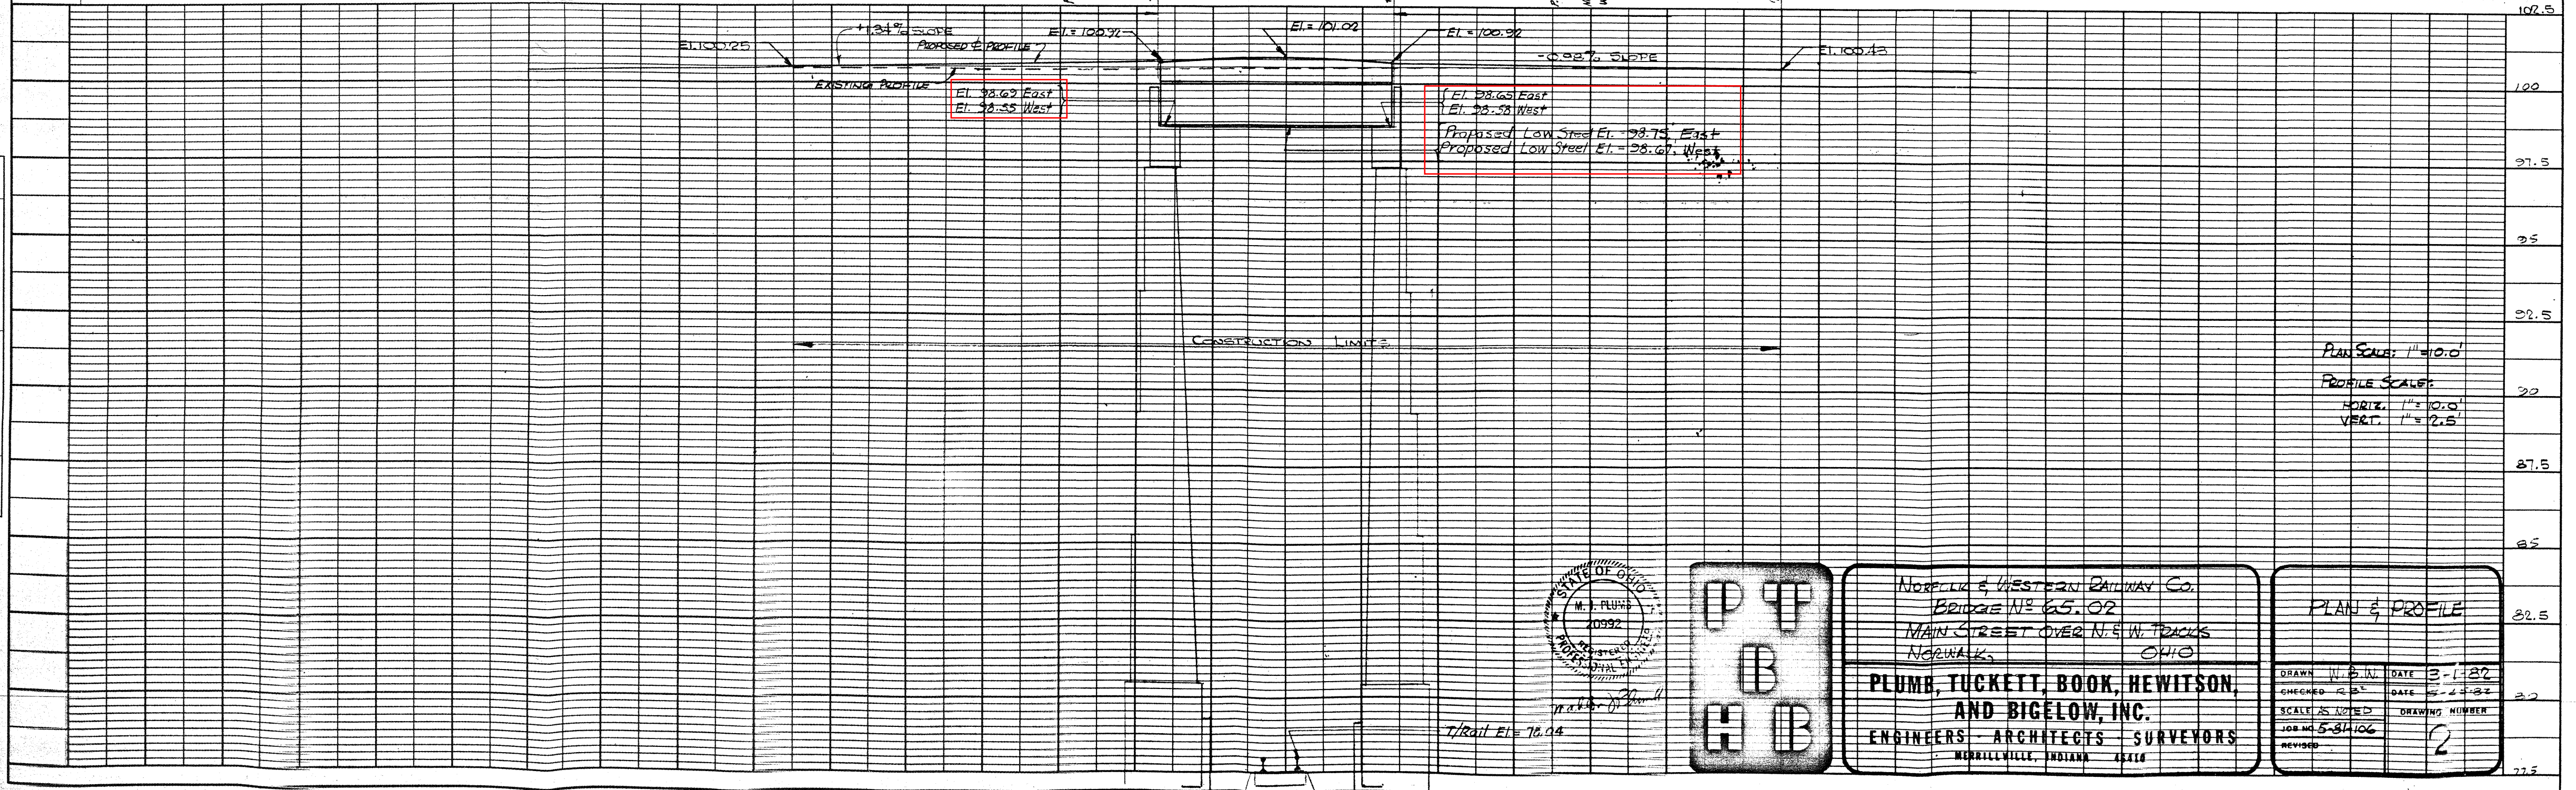 102.5
+1.34% SLOPE
El. = 100.92
El. = 101.02
El. = 100.92
El. 100.25
PROPOSED ℄ PROFILE
-0.98% SLOPE
El. 100.43
EXISTING PROFILE
El. 98.69 East
El. 98.55 West
El. 98.65 East
El. 98.58 West
Proposed Low Steel El. - 98.75, East
Proposed Low Steel El. - 98.67, West
100
97.5
95
92.5
CONSTRUCTION LIMITS
PLAN SCALE: 1" = 10.0'
PROFILE SCALE:
HORIZ. 1" = 10.0'
VERT. 1" = 2.5'
90
87.5
85
82.5
80
77.5
STATE OF OHIO
M. J. PLUMB
20992
REGISTERED
PROFESSIONAL ENGINEER
T/Rail El = 78.04
P T
B
H B
NORFOLK & WESTERN RAILWAY CO.
BRIDGE Nº 65.02
MAIN STREET OVER N. & W. TRACKS
NORWALK, OHIO
PLUMB, TUCKETT, BOOK, HEWITSON,
AND BIGELOW, INC.
ENGINEERS - ARCHITECTS - SURVEYORS
MERRILLVILLE, INDIANA 46410
PLAN & PROFILE
DRAWN W.B.W. DATE 3-1-82
CHECKED DATE
SCALE AS NOTED DRAWING NUMBER
JOB NO 5-81-106
REVISED
2